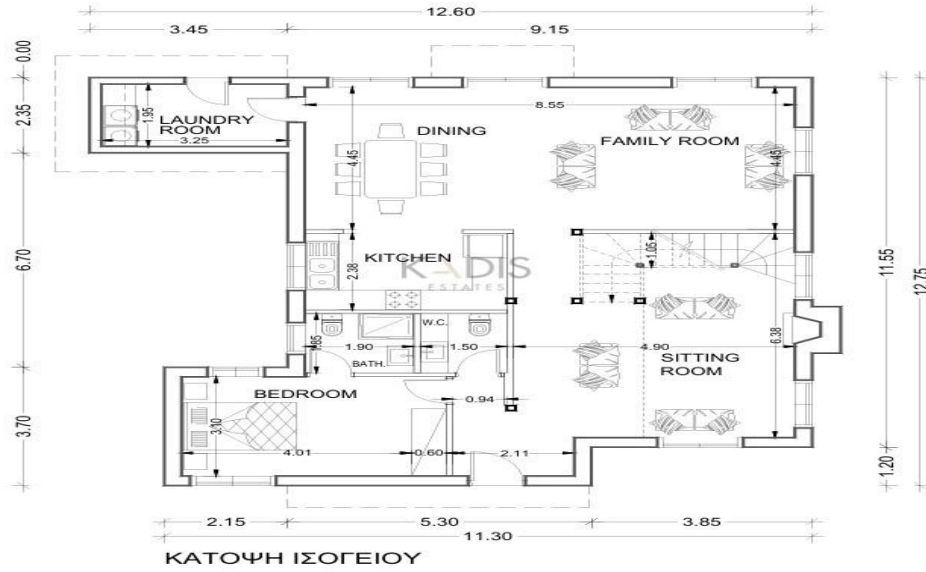 12.60
3.45 9.15
0.00
2.35
6.70
3.70
LAUNDRY
ROOM
1.95
3.25
8.55
DINING
FAMILY ROOM
4.45
4.45
KITCHEN
2.38
1.05
KADIS
ESTATES
W.C.
1.85
1.90
BATH.
1.50
4.90
6.38
SITTING
ROOM
BEDROOM
0.94
3.10
4.01
0.60
2.11
11.55
12.75
1.20
2.15 5.30 3.85
11.30
ΚΑΤΟΨΗ ΙΣΟΓΕΙΟΥ